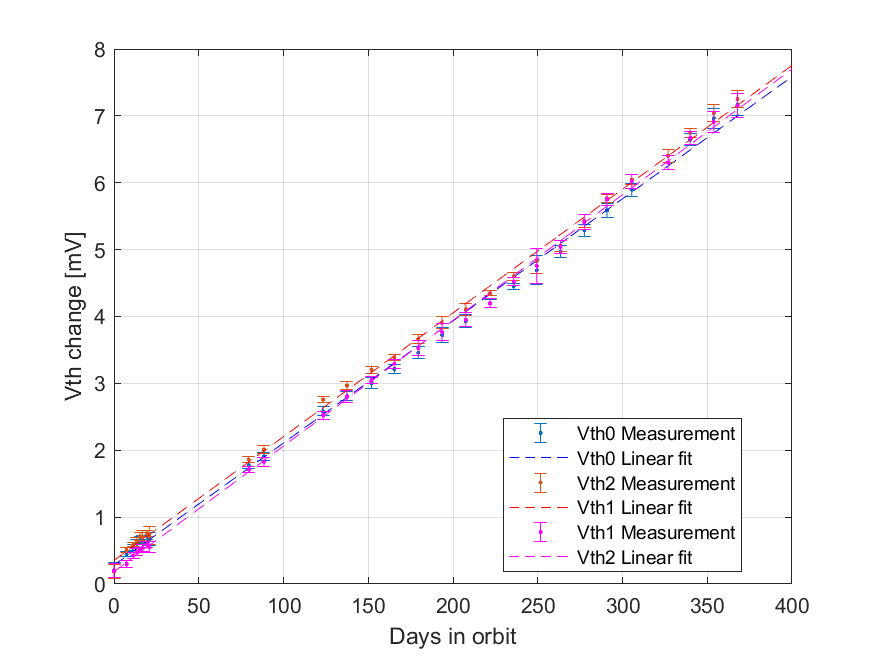 8
7
6
5
4
3
2
1
0
Vth change [mV]
Vth0 Measurement
Vth0 Linear fit
Vth2 Measurement
Vth1 Linear fit
Vth1 Measurement
Vth2 Linear fit
0 50 100 150 200 250 300 350 400
Days in orbit